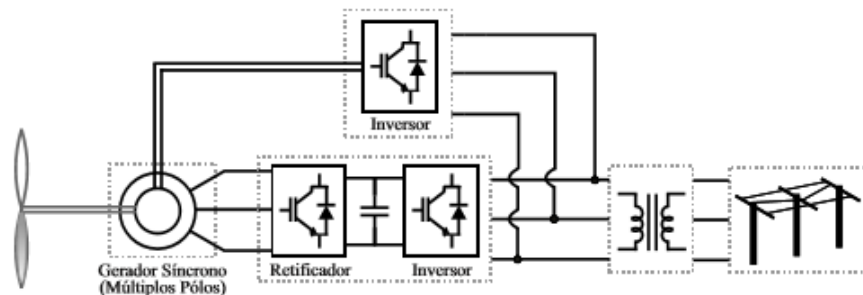 Inversor
Gerador Síncrono
(Múltiplos Pólos)
Retificador
Inversor